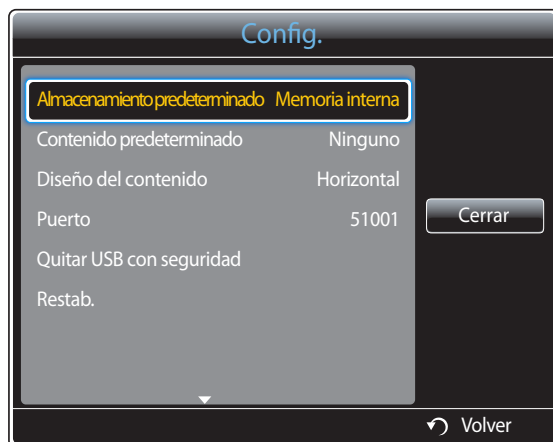 Config.
Almacenamiento predeterminado Memoria interna
Contenido predeterminado Ninguno
Diseño del contenido Horizontal
Puerto 51001
Cerrar
Quitar USB con seguridad
Restab.
Volver